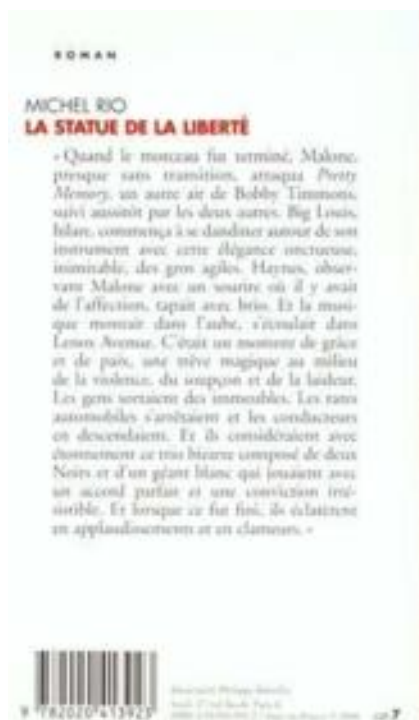 ROMAN
MICHEL RIO
LA STATUE DE LA LIBERTÉ
« Quand le morceau fut terminé, Malone,
presque sans transition, attaqua Pretty
Memory, un autre air de Bobby Timmons,
suivi aussitôt par les deux autres. Big Louis,
hilare, commença à se dandiner autour de son
instrument avec cette élégance onctueuse,
inimitable, des gros agiles. Haynes, obser-
vant Malone avec un sourire où il y avait
de l'affection, tapait avec brio. Et la musi-
que montait dans l'aube, s'écoulait dans
Lenox Avenue. C'était un moment de grâce
et de paix, une trêve magique au milieu
de la violence, du soupçon et de la laideur.
Les gens sortaient des immeubles. Les rares
automobiles s'arrêtaient et les conducteurs
en descendaient. Et ils considéraient avec
étonnement ce trio bizarre composé de deux
Noirs et d'un géant blanc qui jouaient avec
un accord parfait et une conviction irré-
sistible. Et lorsque ce fut fini, ils éclatèrent
en applaudissements et en clameurs. »
9 782020 413923